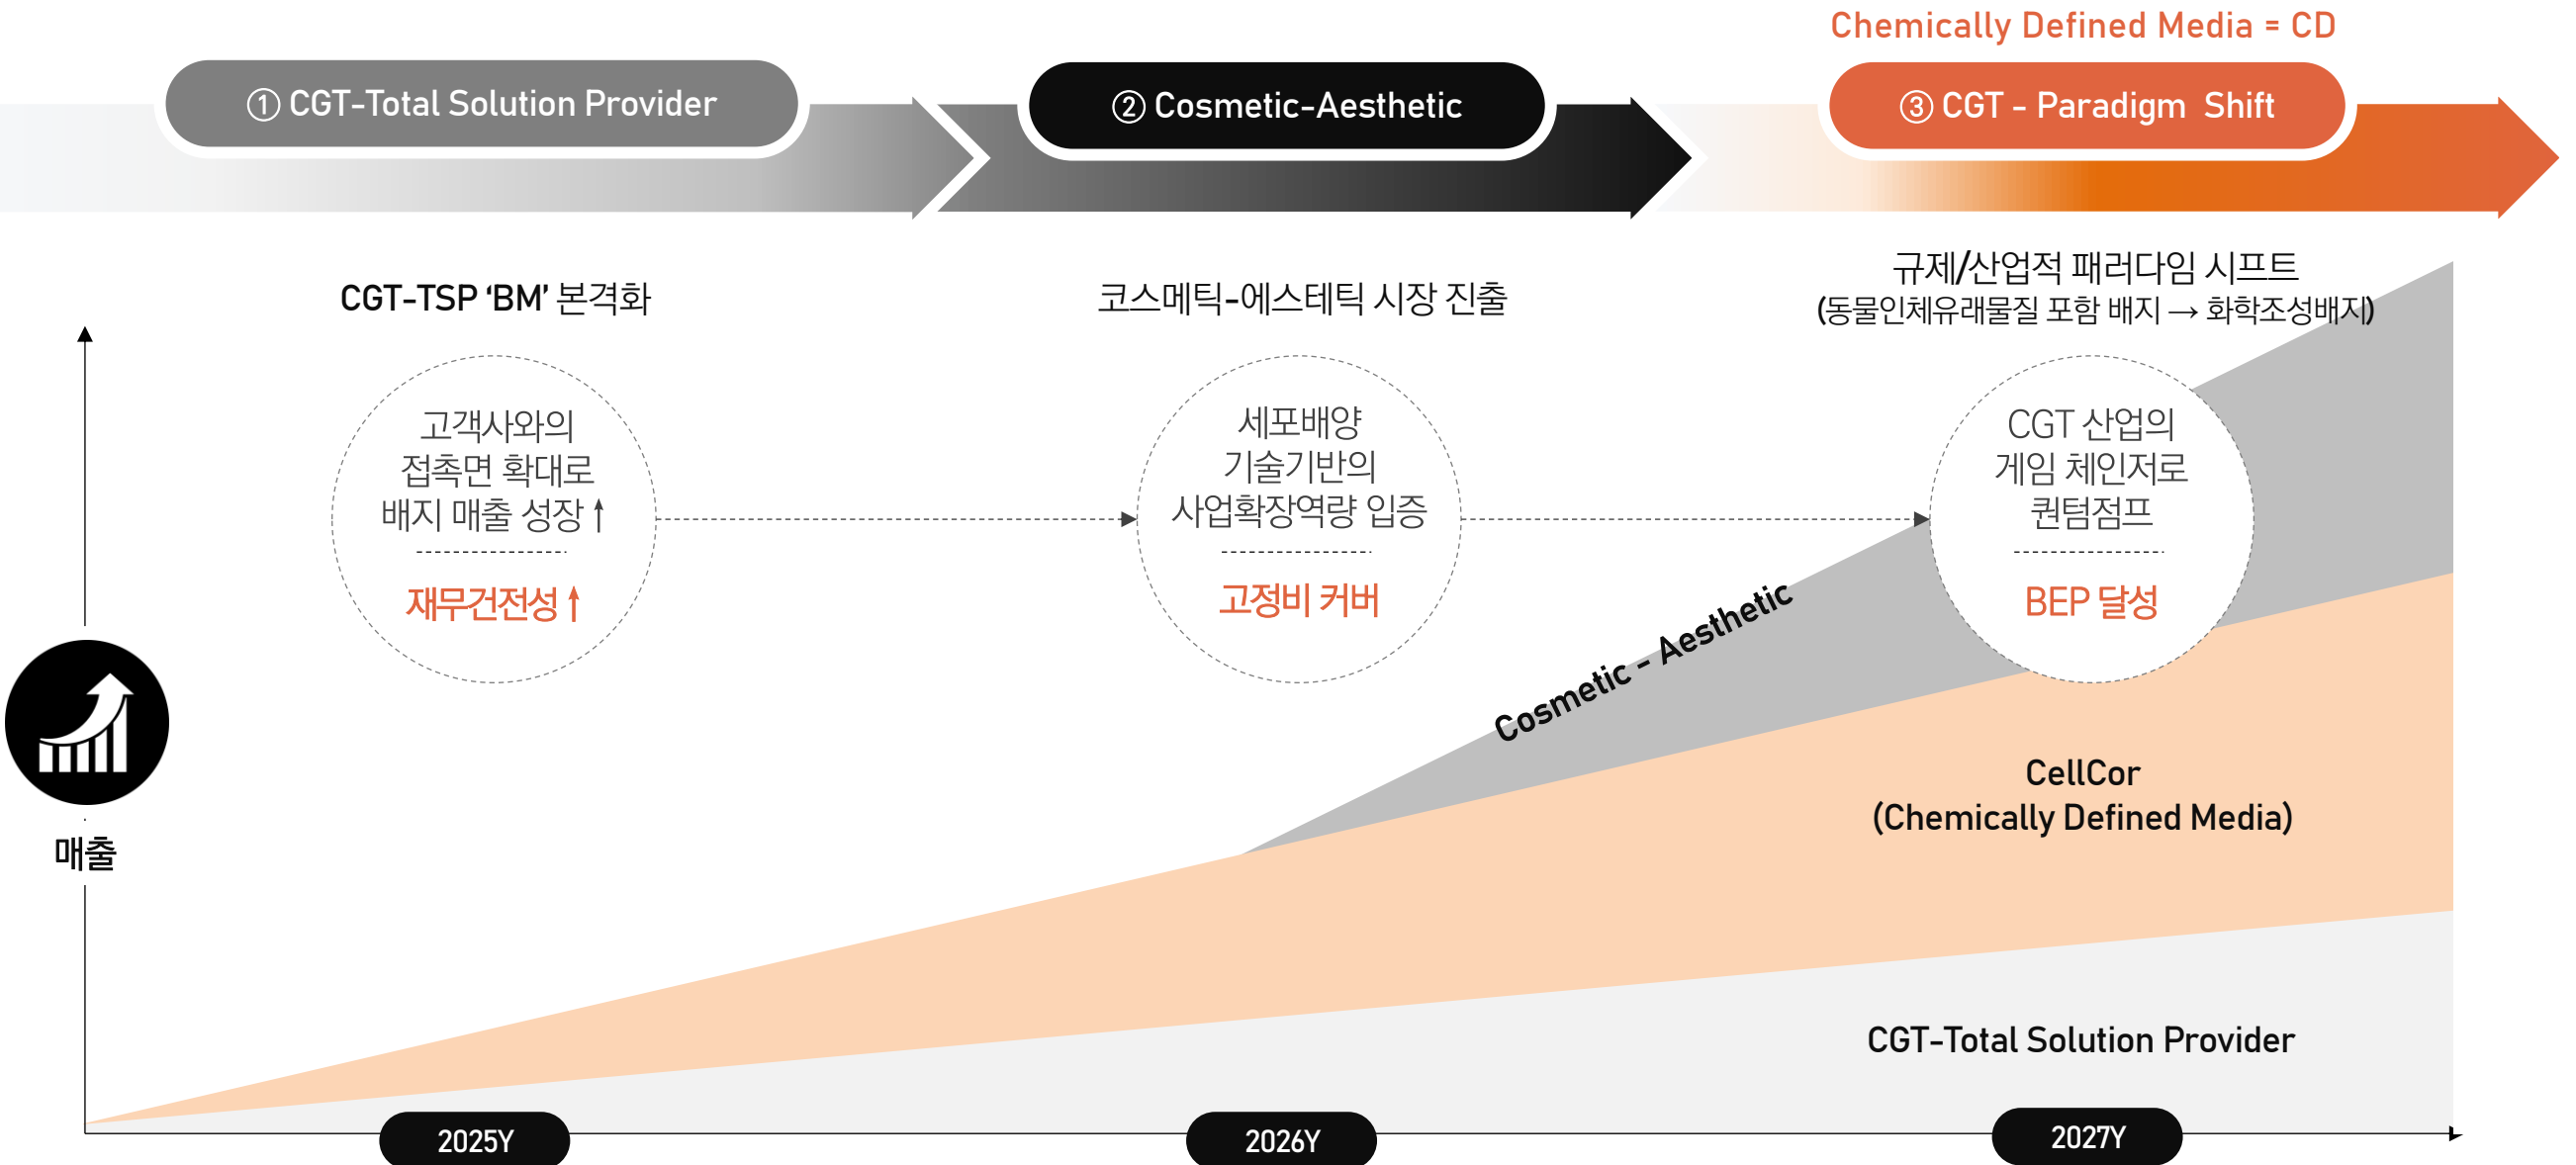 Chemically Defined Media = CD
① CGT-Total Solution Provider
② Cosmetic-Aesthetic
③ CGT - Paradigm Shift
CGT-TSP ‘BM’ 본격화
코스메틱-에스테틱 시장 진출
규제/산업적 패러다임 시프트
(동물인체유래물질 포함 배지 → 화학조성배지)
고객사와의
접촉면 확대로
배지 매출 성장↑
재무건전성↑
세포배양
기술기반의
사업확장역량 입증
고정비 커버
CGT 산업의
게임 체인저로
퀀텀점프
BEP 달성
Cosmetic - Aesthetic
CellCor
(Chemically Defined Media)
CGT-Total Solution Provider
매출
2025Y
2026Y
2027Y